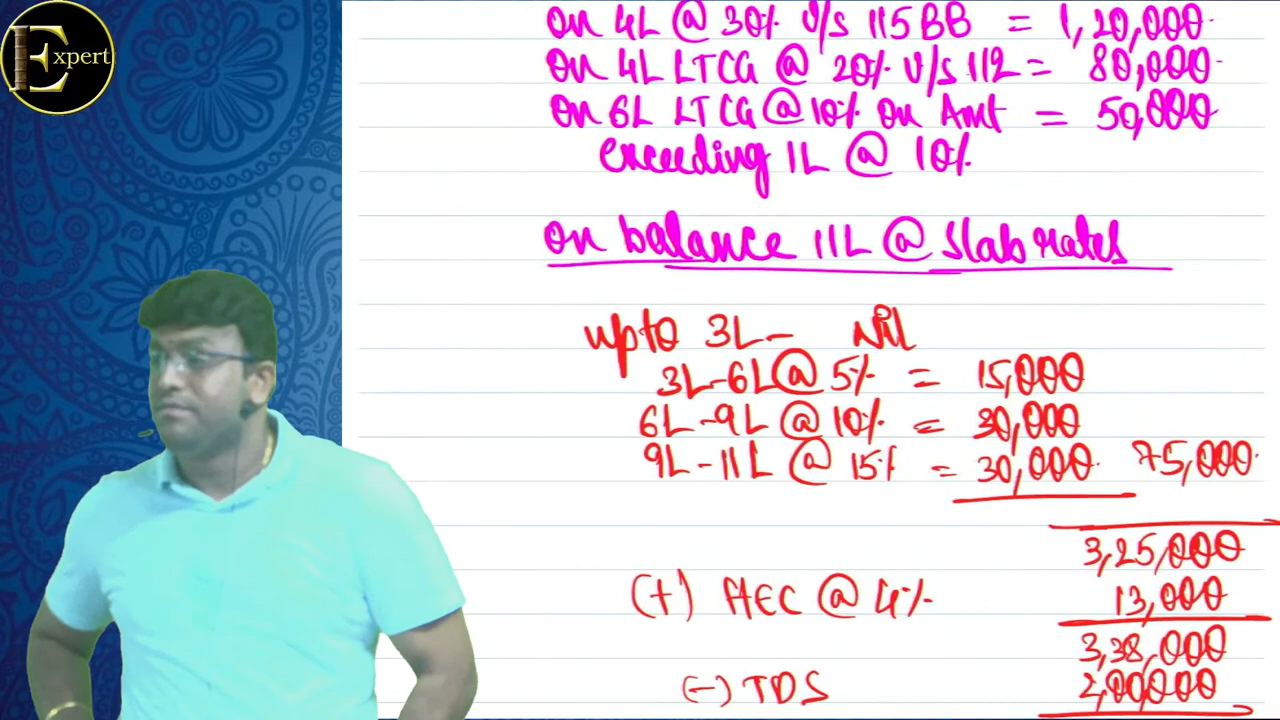 Expert
on 4L @ 30% U/s 115BB = 1,20,000
on 4L LTCG @ 20% U/s 112 = 80,000
on 6L LTCG @ 10% on Amt = 50,000
exceeding 1L @ 10%
on balance 11L @ slab rates
upto 3L - Nil
3L-6L @ 5% = 15,000
6L-9L @ 10% = 30,000
9L-11L @ 15% = 30,000 75,000
3,25,000
(+) HEC @ 4% 13,000
3,38,000
(-) TDS 2,00,000